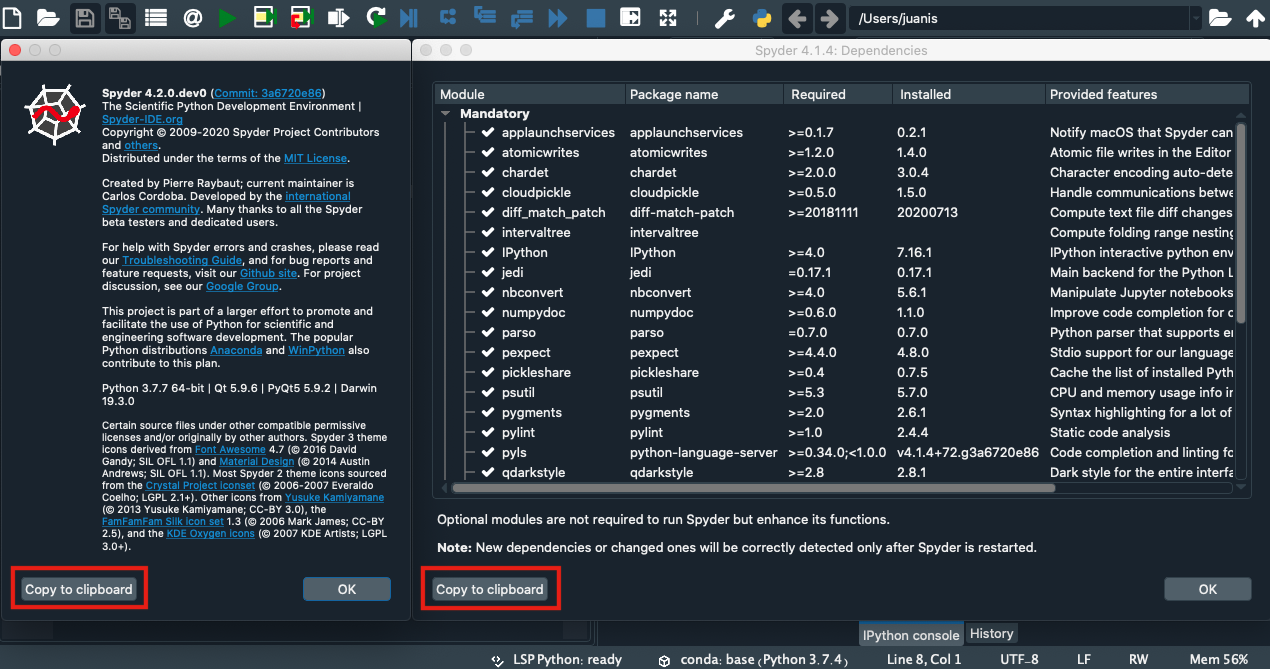 /Users/juanis
Spyder 4.2.0.dev0 (Commit: 3a6720e86)
The Scientific Python Development Environment |
Spyder-IDE.org
Copyright © 2009-2020 Spyder Project Contributors
and others.
Distributed under the terms of the MIT License.
Created by Pierre Raybaut; current maintainer is
Carlos Cordoba. Developed by the international
Spyder community. Many thanks to all the Spyder
beta testers and dedicated users.
For help with Spyder errors and crashes, please read
our Troubleshooting Guide, and for bug reports and
feature requests, visit our Github site. For project
discussion, see our Google Group.
This project is part of a larger effort to promote and
facilitate the use of Python for scientific and
engineering software development. The popular
Python distributions Anaconda and WinPython also
contribute to this plan.
Python 3.7.7 64-bit | Qt 5.9.6 | PyQt5 5.9.2 | Darwin
19.3.0
Certain source files under other compatible permissive
licenses and/or originally by other authors. Spyder 3 theme
icons derived from Font Awesome 4.7 (© 2016 David
Gandy; SIL OFL 1.1) and Material Design (© 2014 Austin
Andrews; SIL OFL 1.1). Most Spyder 2 theme icons sourced
from the Crystal Project iconset (© 2006-2007 Everaldo
Coelho; LGPL 2.1+). Other icons from Yusuke Kamiyamane
(© 2013 Yusuke Kamiyamane; CC-BY 3.0), the
FamFamFam Silk icon set 1.3 (© 2006 Mark James; CC-BY
2.5), and the KDE Oxygen icons (© 2007 KDE Artists; LGPL
3.0+).
Copy to clipboard OK
Spyder 4.1.4: Dependencies
Module Package name Required Installed Provided features
Mandatory
applaunchservices applaunchservices >=0.1.7 0.2.1 Notify macOS that Spyder can
atomicwrites atomicwrites >=1.2.0 1.4.0 Atomic file writes in the Editor
chardet chardet >=2.0.0 3.0.4 Character encoding auto-dete
cloudpickle cloudpickle >=0.5.0 1.5.0 Handle communications betwe
diff_match_patch diff-match-patch >=20181111 20200713 Compute text file diff changes
intervaltree intervaltree Compute folding range nesting
IPython IPython >=4.0 7.16.1 IPython interactive python env
jedi jedi =0.17.1 0.17.1 Main backend for the Python L
nbconvert nbconvert >=4.0 5.6.1 Manipulate Jupyter notebooks
numpydoc numpydoc >=0.6.0 1.1.0 Improve code completion for c
parso parso =0.7.0 0.7.0 Python parser that supports e
pexpect pexpect >=4.4.0 4.8.0 Stdio support for our language
pickleshare pickleshare >=0.4 0.7.5 Cache the list of installed Pyth
psutil psutil >=5.3 5.7.0 CPU and memory usage info i
pygments pygments >=2.0 2.6.1 Syntax highlighting for a lot of
pylint pylint >=1.0 2.4.4 Static code analysis
pyls python-language-server >=0.34.0;<1.0.0 v4.1.4+72.g3a6720e86 Code completion and linting fo
qdarkstyle qdarkstyle >=2.8 2.8.1 Dark style for the entire interfa
Optional modules are not required to run Spyder but enhance its functions.
Note: New dependencies or changed ones will be correctly detected only after Spyder is restarted.
Copy to clipboard OK
IPython console History
LSP Python: ready conda: base (Python 3.7.4) Line 8, Col 1 UTF-8 LF RW Mem 56%